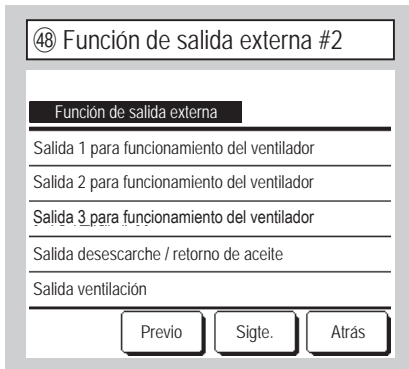 ㊽ Función de salida externa #2
Función de salida externa
Salida 1 para funcionamiento del ventilador
Salida 2 para funcionamiento del ventilador
Salida 3 para funcionamiento del ventilador
Salida desescarche / retorno de aceite
Salida ventilación
Previo Sigte. Atrás